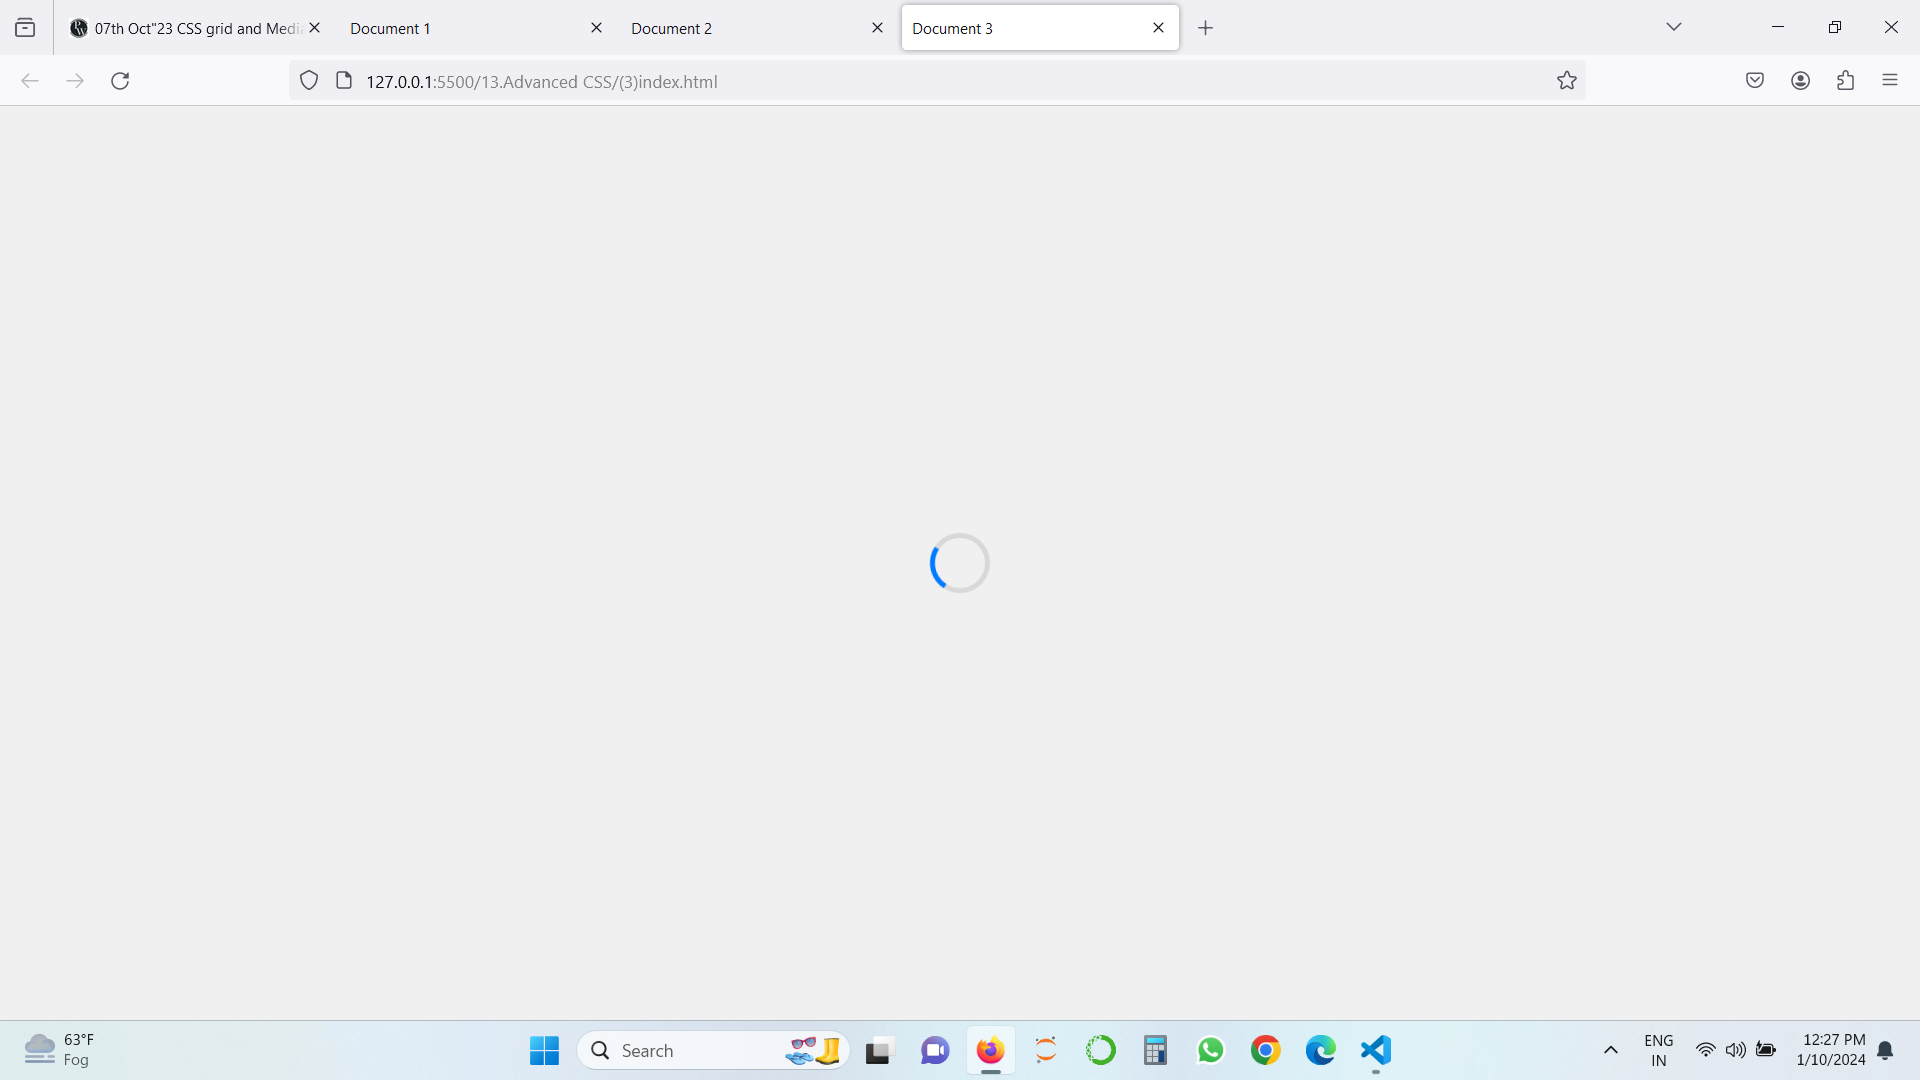 07th Oct"23 CSS grid and Media
Document 1
Document 2
Document 3
127.0.0.1:5500/13.Advanced CSS/(3)index.html
63°F
Fog
Search
ENG
IN
12:27 PM
1/10/2024